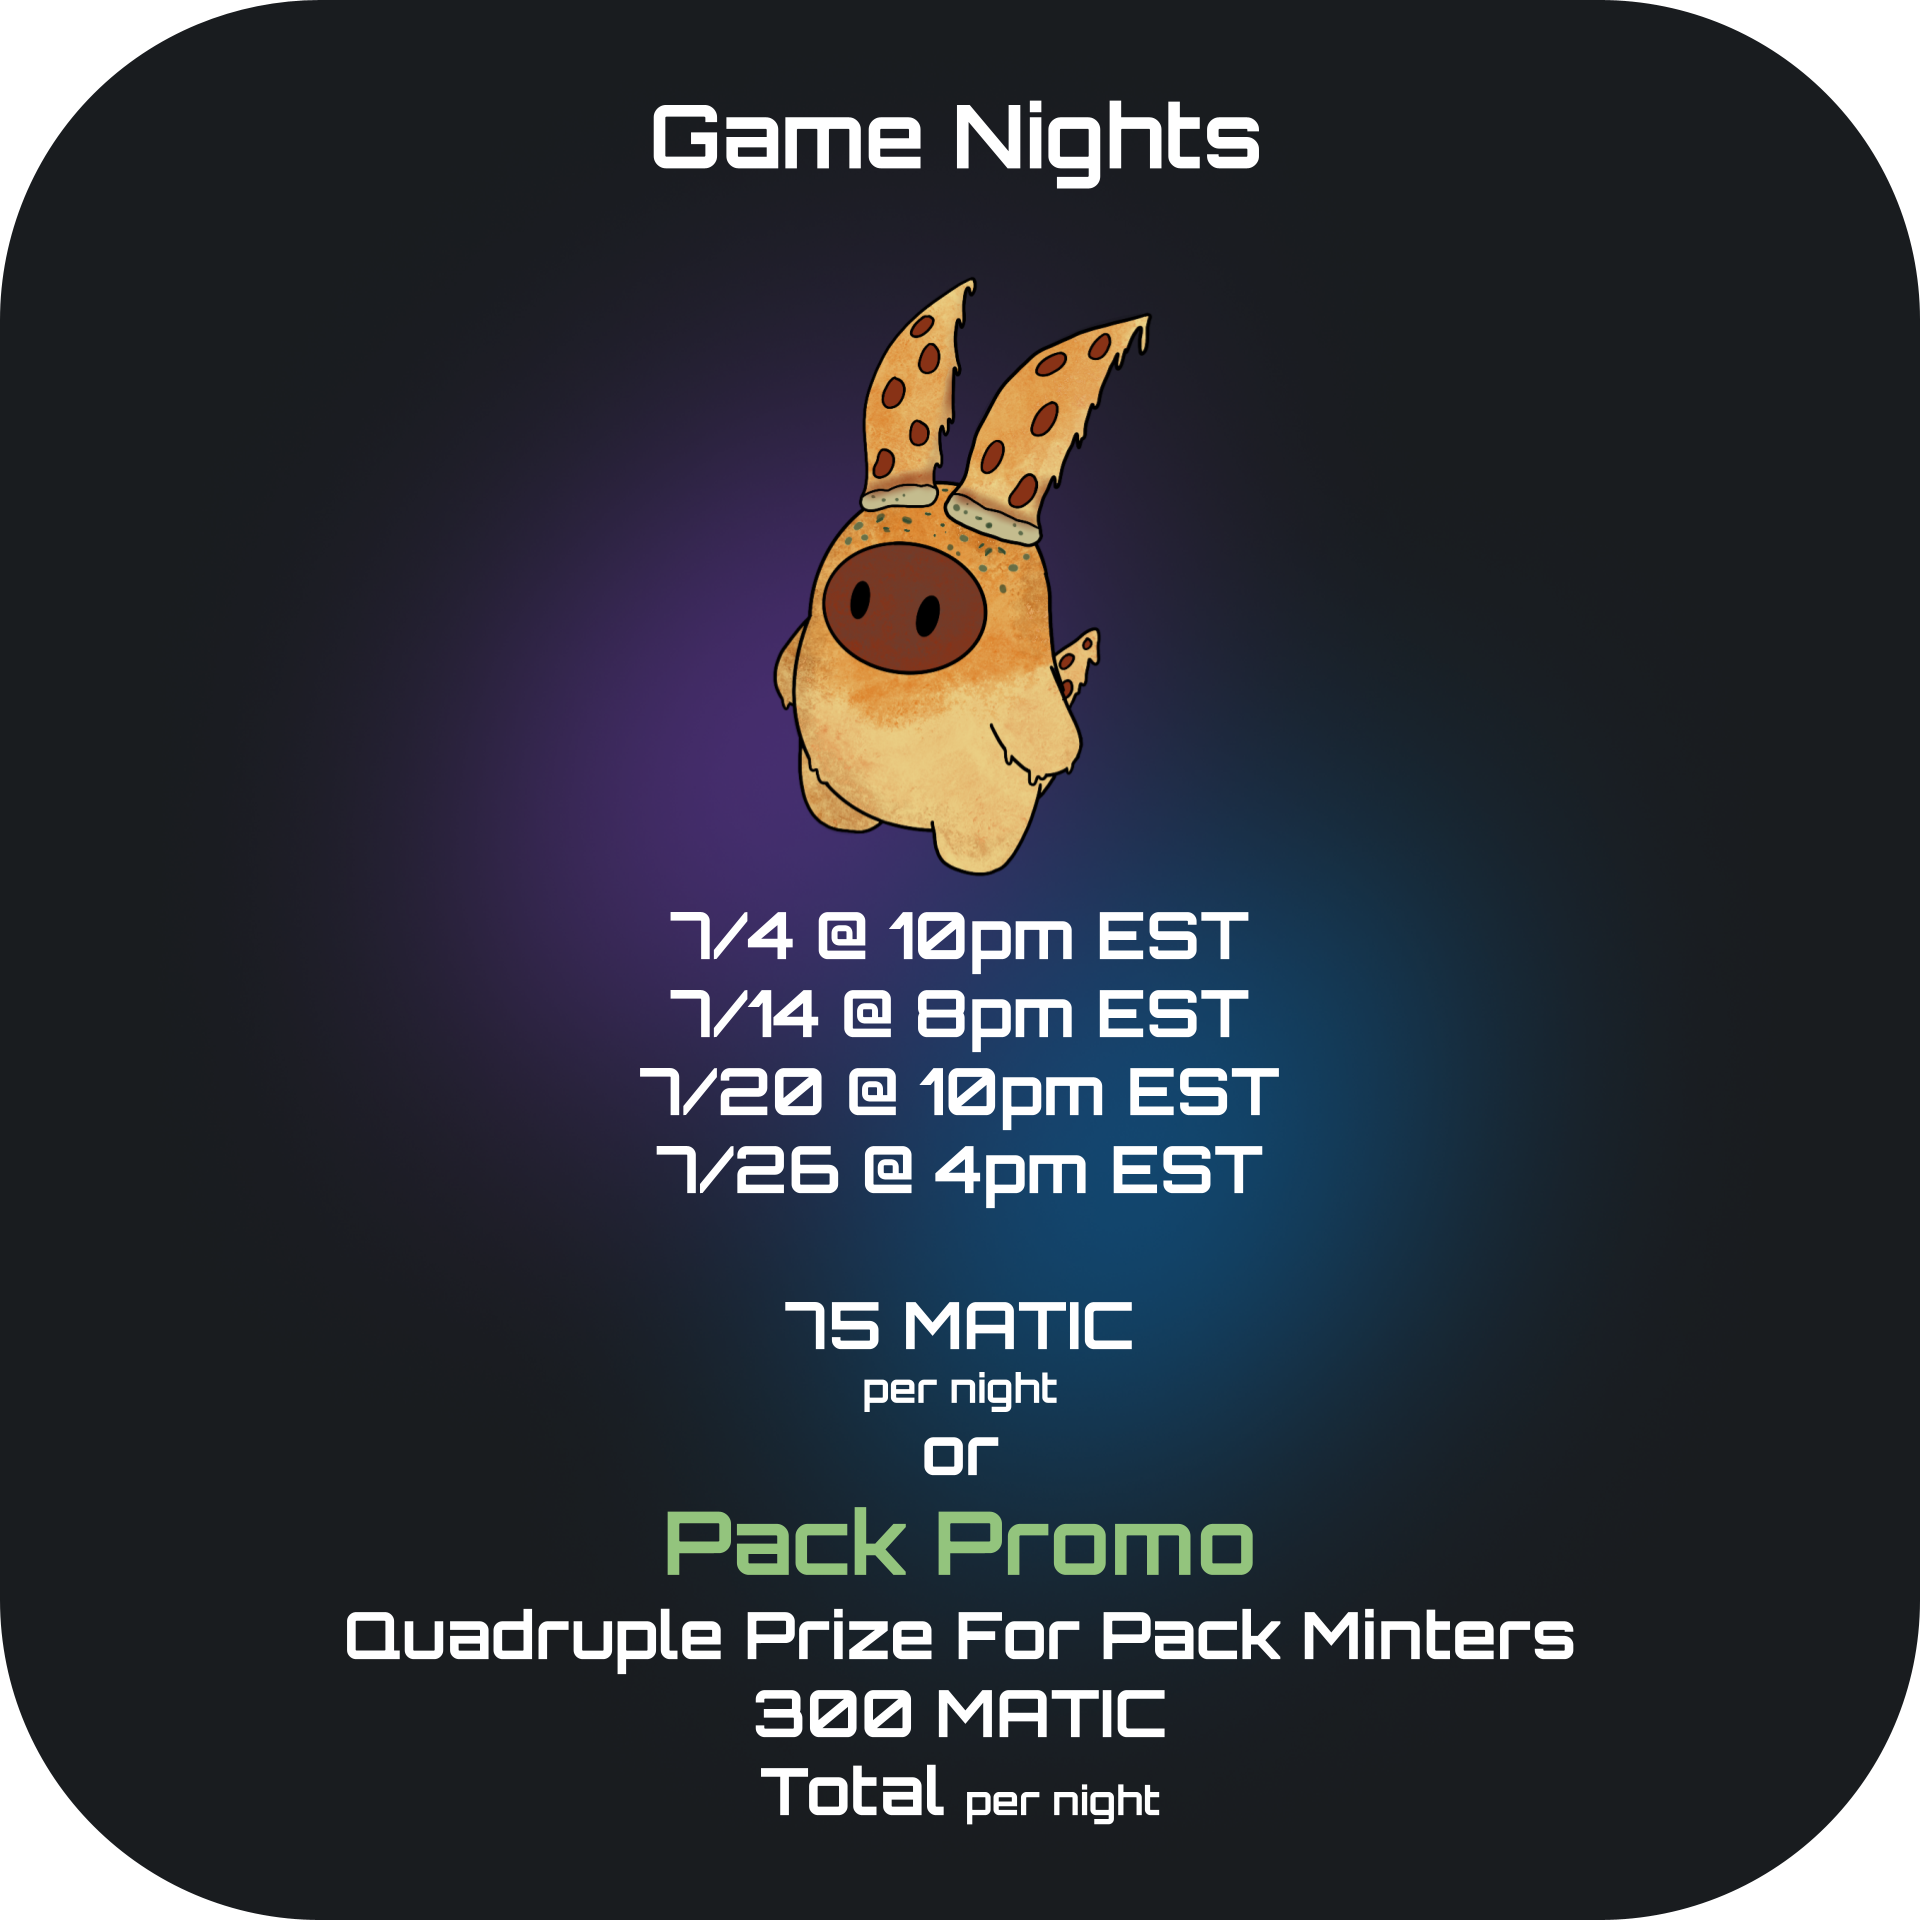 Game Nights
7/4 @ 10pm EST
7/14 @ 8pm EST
7/20 @ 10pm EST
7/26 @ 4pm EST
75 MATIC
per night
or
Pack Promo
Quadruple Prize For Pack Minters
300 MATIC
Total per night